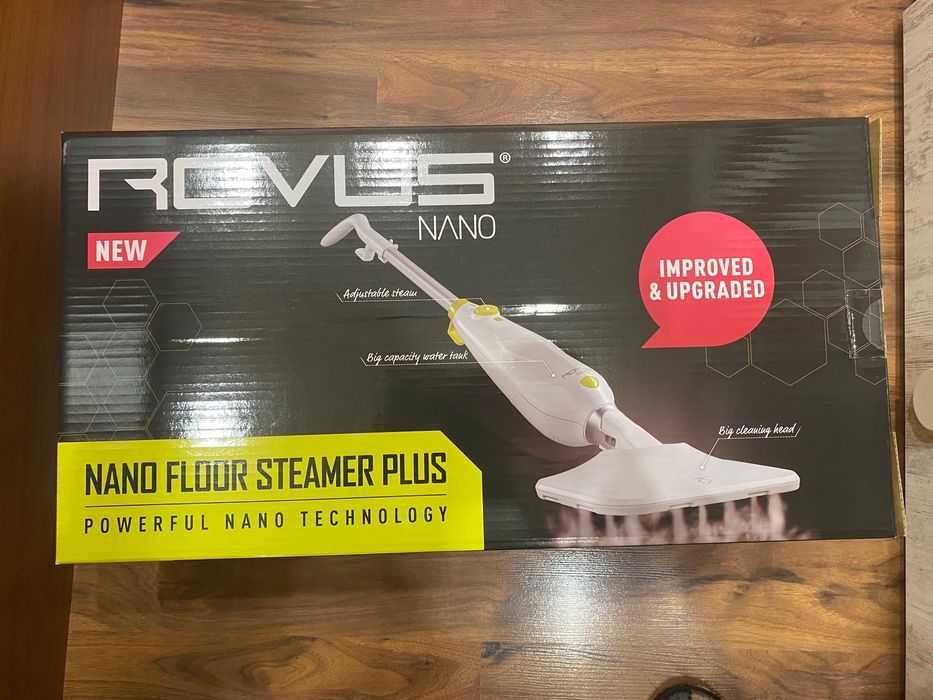 ROVUS®
NANO
NEW
IMPROVED
& UPGRADED
Adjustable steam
Big capacity water tank
Big cleaning head
NANO FLOOR STEAMER PLUS
POWERFUL NANO TECHNOLOGY